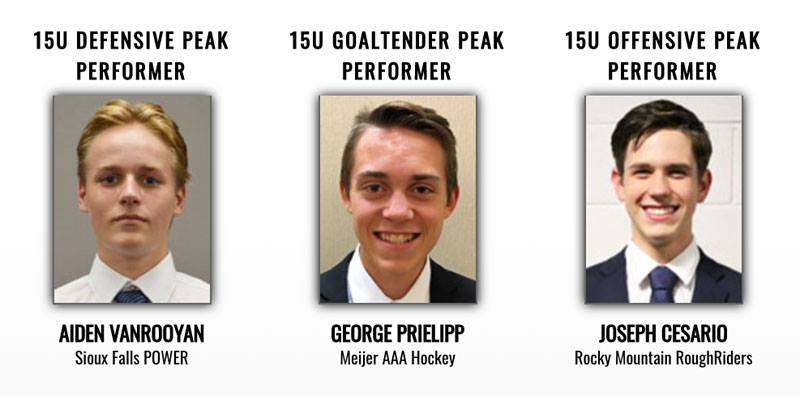 15U DEFENSIVE PEAK
PERFORMER
AIDEN VANROOYAN
Sioux Falls POWER
15U GOALTENDER PEAK
PERFORMER
GEORGE PRIELIPP
Meijer AAA Hockey
15U OFFENSIVE PEAK
PERFORMER
JOSEPH CESARIO
Rocky Mountain RoughRiders